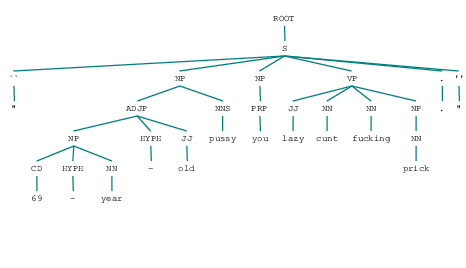 ROOT
S
`` NP NP VP . ''
" ADJP NNS PRP JJ NN NN NP . "
NP HYPH JJ pussy you lazy cunt fucking NN
CD HYPH NN - old prick
69 - year